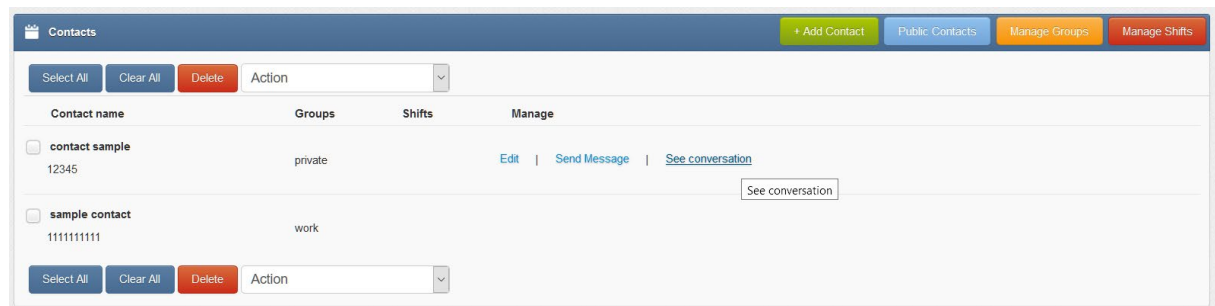 Contacts + Add Contact Public Contacts Manage Groups Manage Shifts
Select All Clear All Delete Action
Contact name Groups Shifts Manage
contact sample
12345 private Edit | Send Message | See conversation
See conversation
sample contact
1111111111 work
Select All Clear All Delete Action